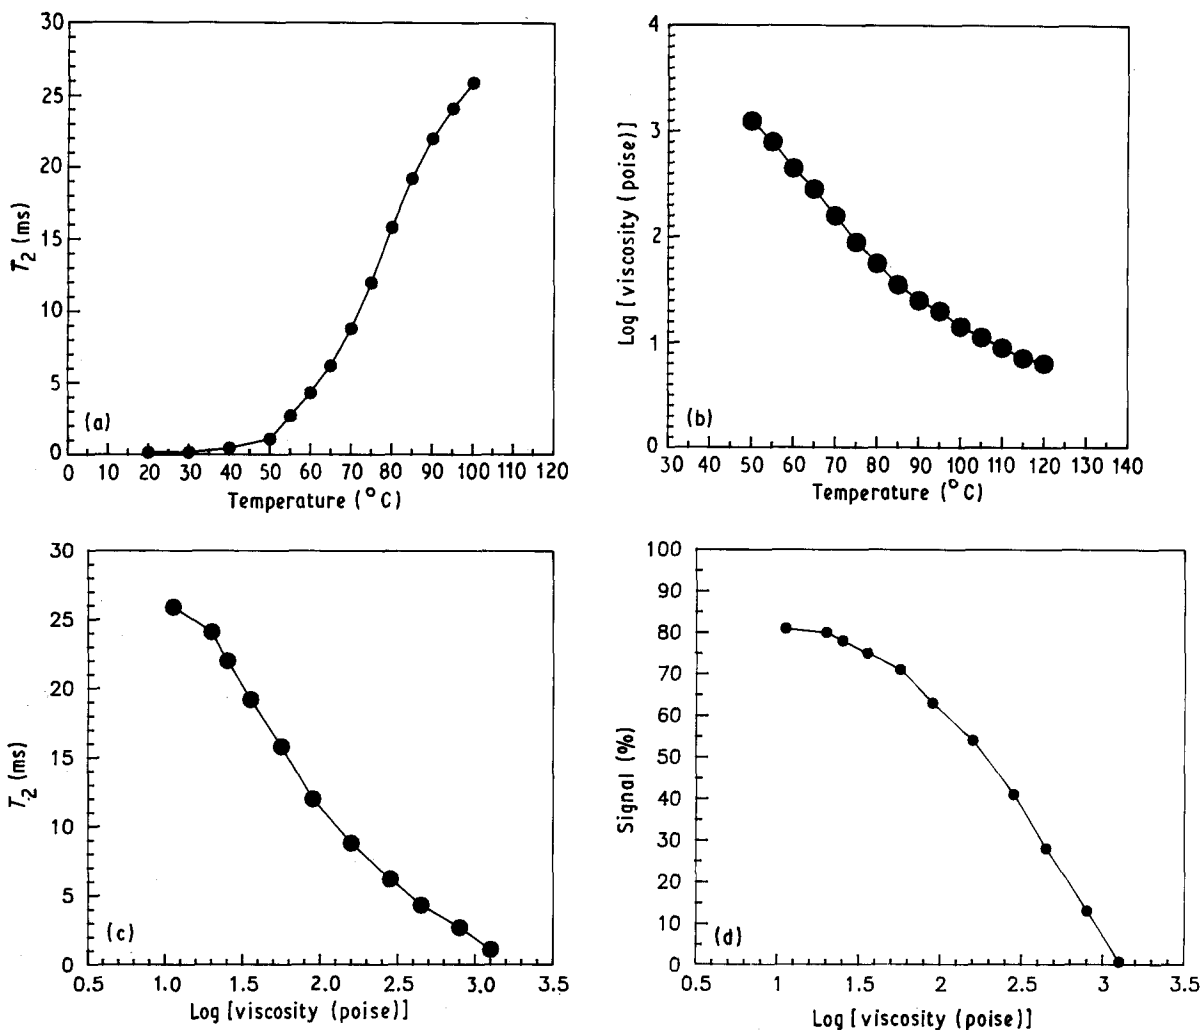 30
25
20
15
10
5
0
T2 (ms)
(a)
0 10 20 30 40 50 60 70 80 90 100 110 120
Temperature (°C)
4
3
2
1
0
Log [viscosity (poise)]
(b)
30 40 50 60 70 80 90 100 110 120 130 140
Temperature (°C)
30
25
20
15
10
5
0
T2 (ms)
(c)
0.5 1.0 1.5 2.0 2.5 3.0 3.5
Log [viscosity (poise)]
100
90
80
70
60
50
40
30
20
10
0
Signal (%)
(d)
0.5 1 1.5 2 2.5 3 3.5
Log [viscosity (poise)]